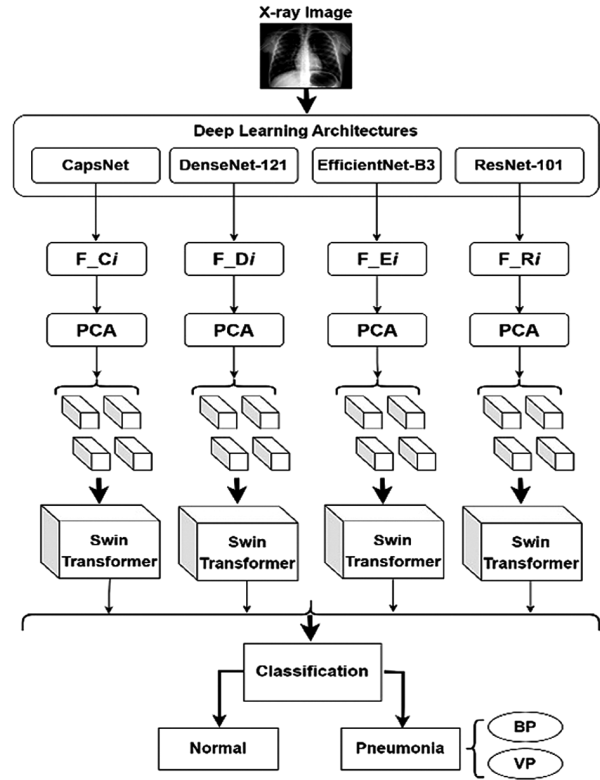 X-ray Image
Deep Learning Architectures
CapsNet
DenseNet-121
EfficientNet-B3
ResNet-101
F_Ci
F_Di
F_Ei
F_Ri
PCA
PCA
PCA
PCA
Swin
Transformer
Swin
Transformer
Swin
Transformer
Swin
Transformer
Classification
Normal
Pneumonia
BP
VP